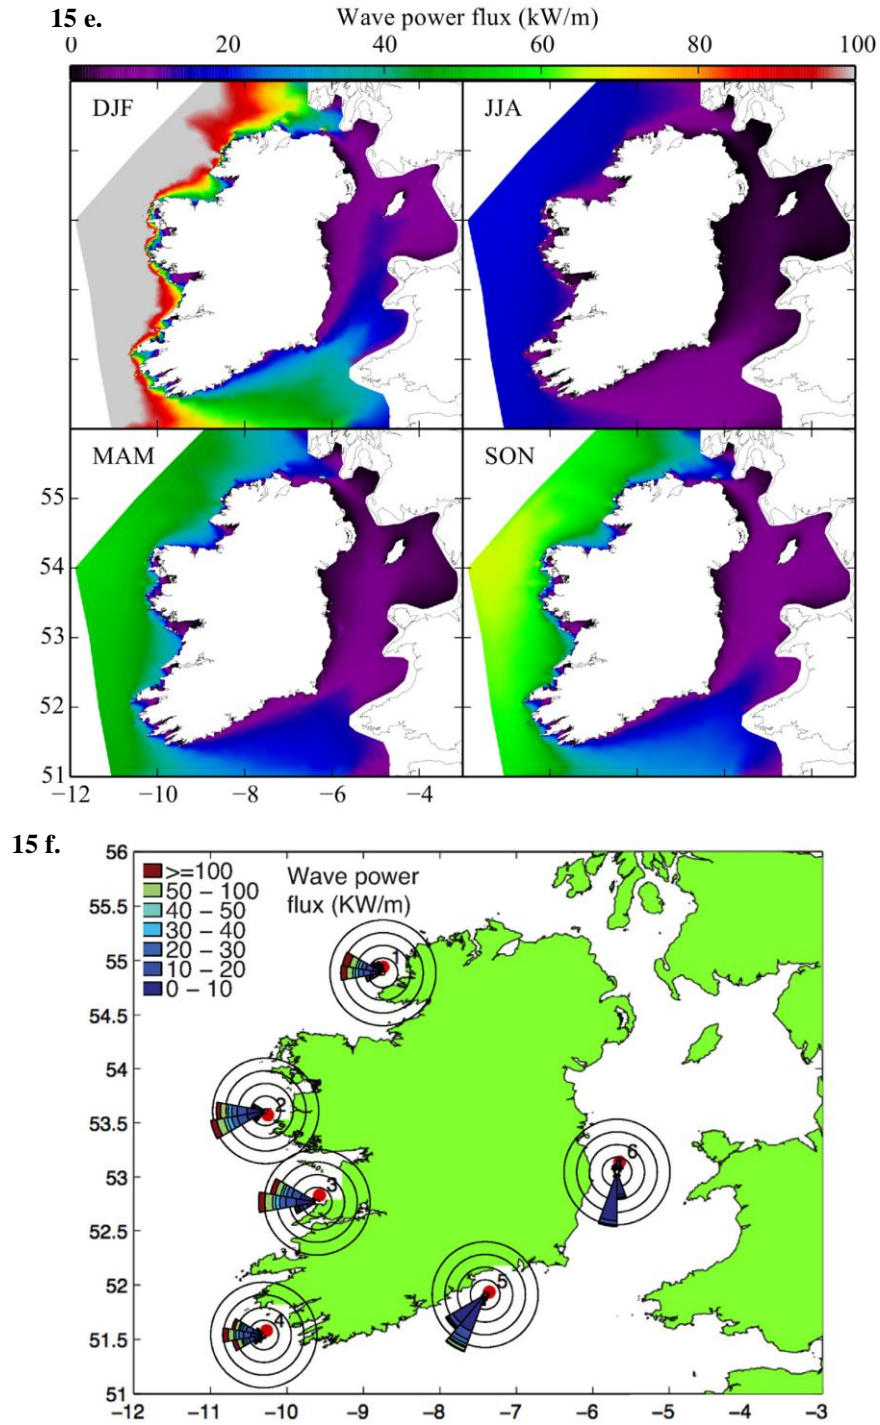 15 e.
Wave power flux (kW/m)
0 20 40 60 80 100
DJF JJA
MAM SON
55
54
53
52
51
−12 −10 −8 −6 −4
15 f.
56
55.5
55
54.5
54
53.5
53
52.5
52
51.5
51
>=100
50 − 100
40 − 50
30 − 40
20 − 30
10 − 20
0 − 10
Wave power
flux (KW/m)
1
2
3
4
5
6
−12 −11 −10 −9 −8 −7 −6 −5 −4 −3